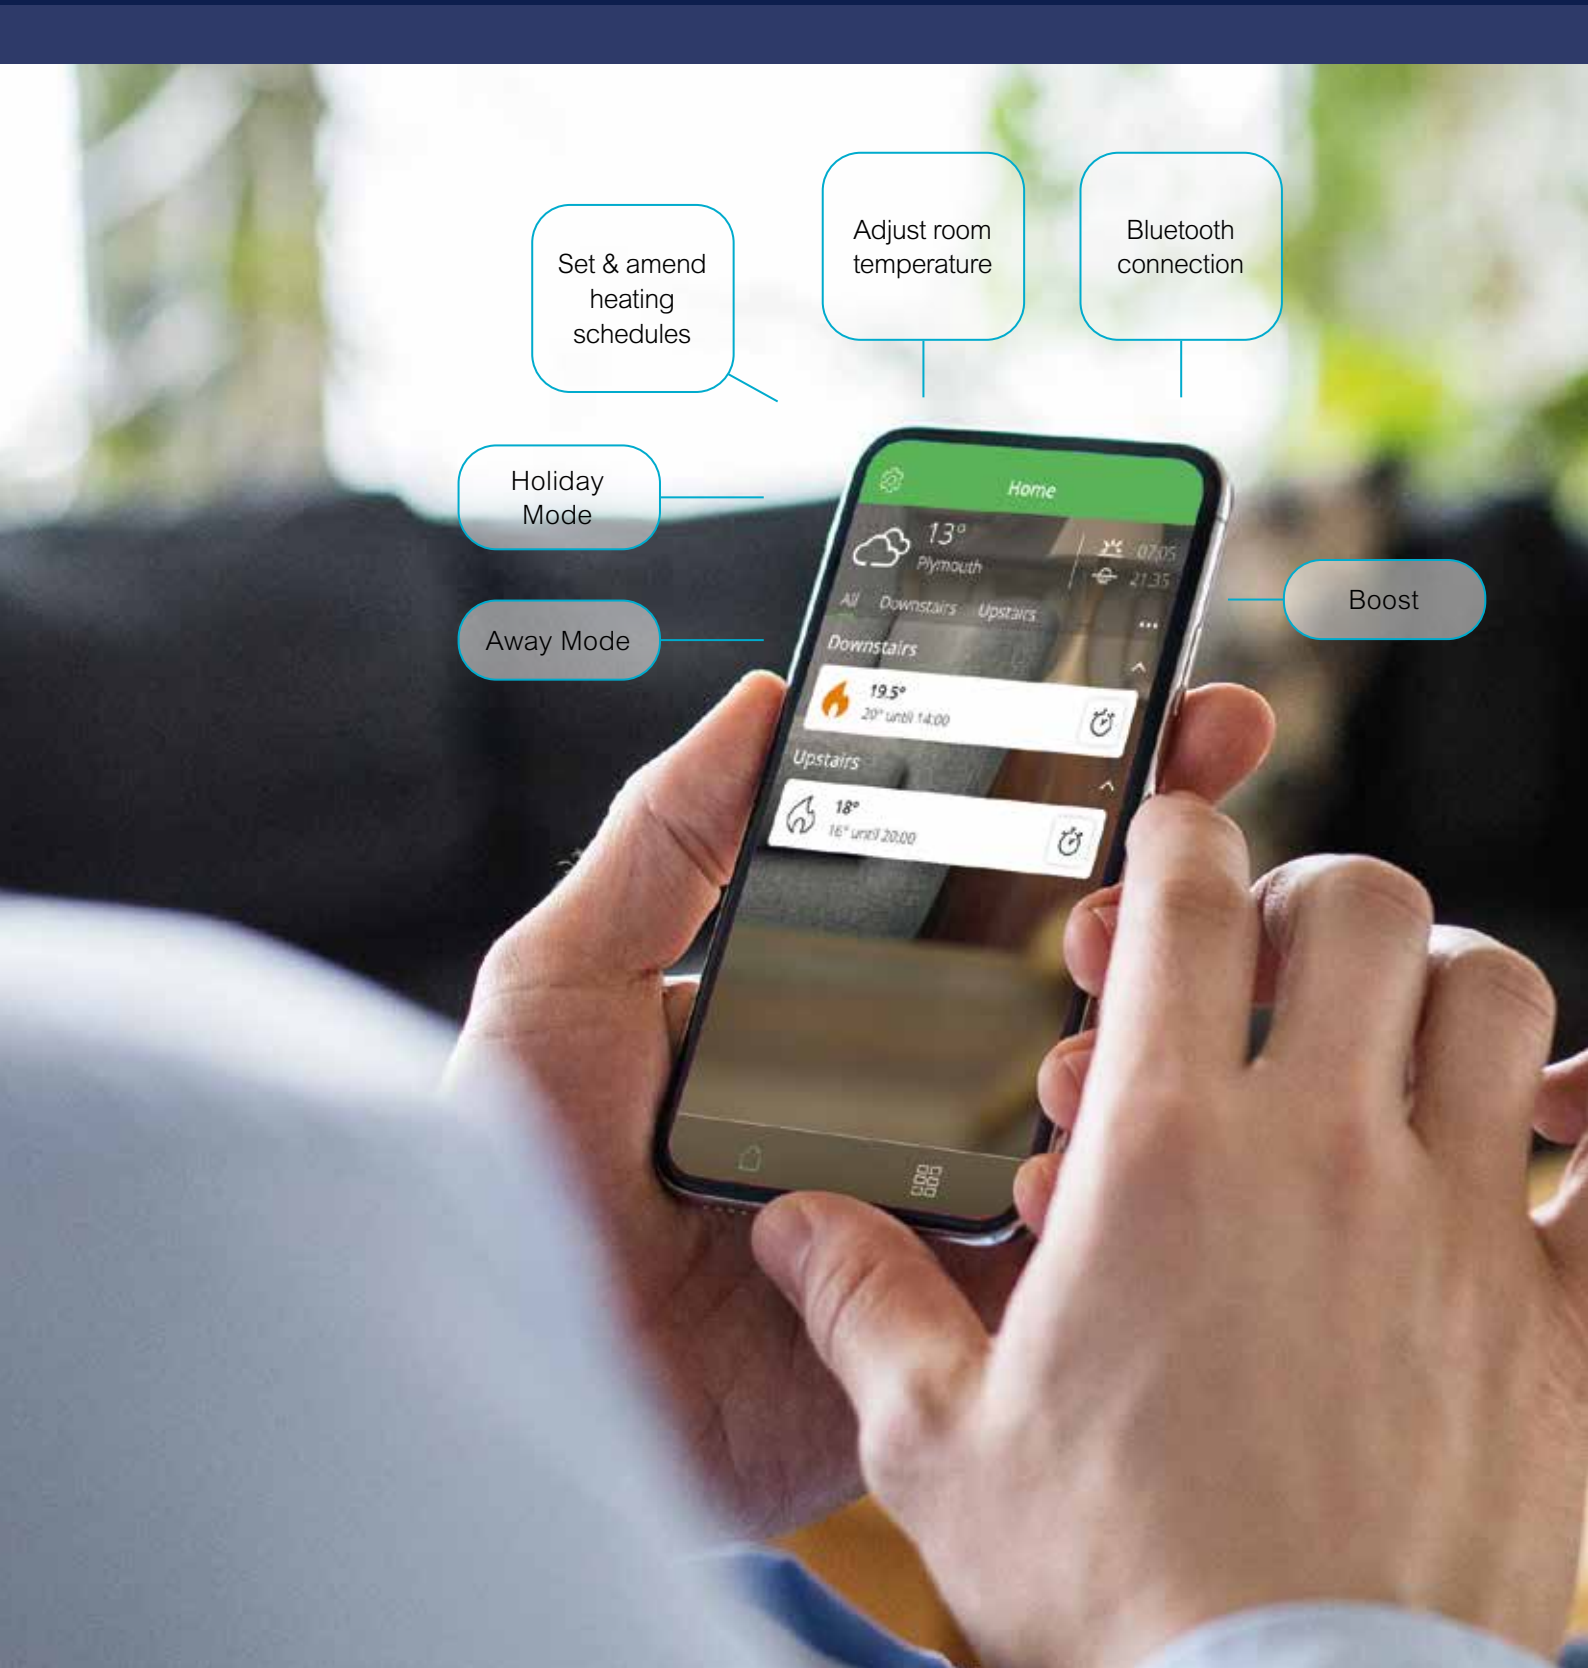 Adjust room
temperature
Bluetooth
connection
Set & amend
heating
schedules
Holiday
Mode
Away Mode
Boost
Home
13°
Plymouth
07:05
21:35
All Downstairs Upstairs
Downstairs
19.5°
20° until 14:00
Upstairs
18°
16° until 20:00